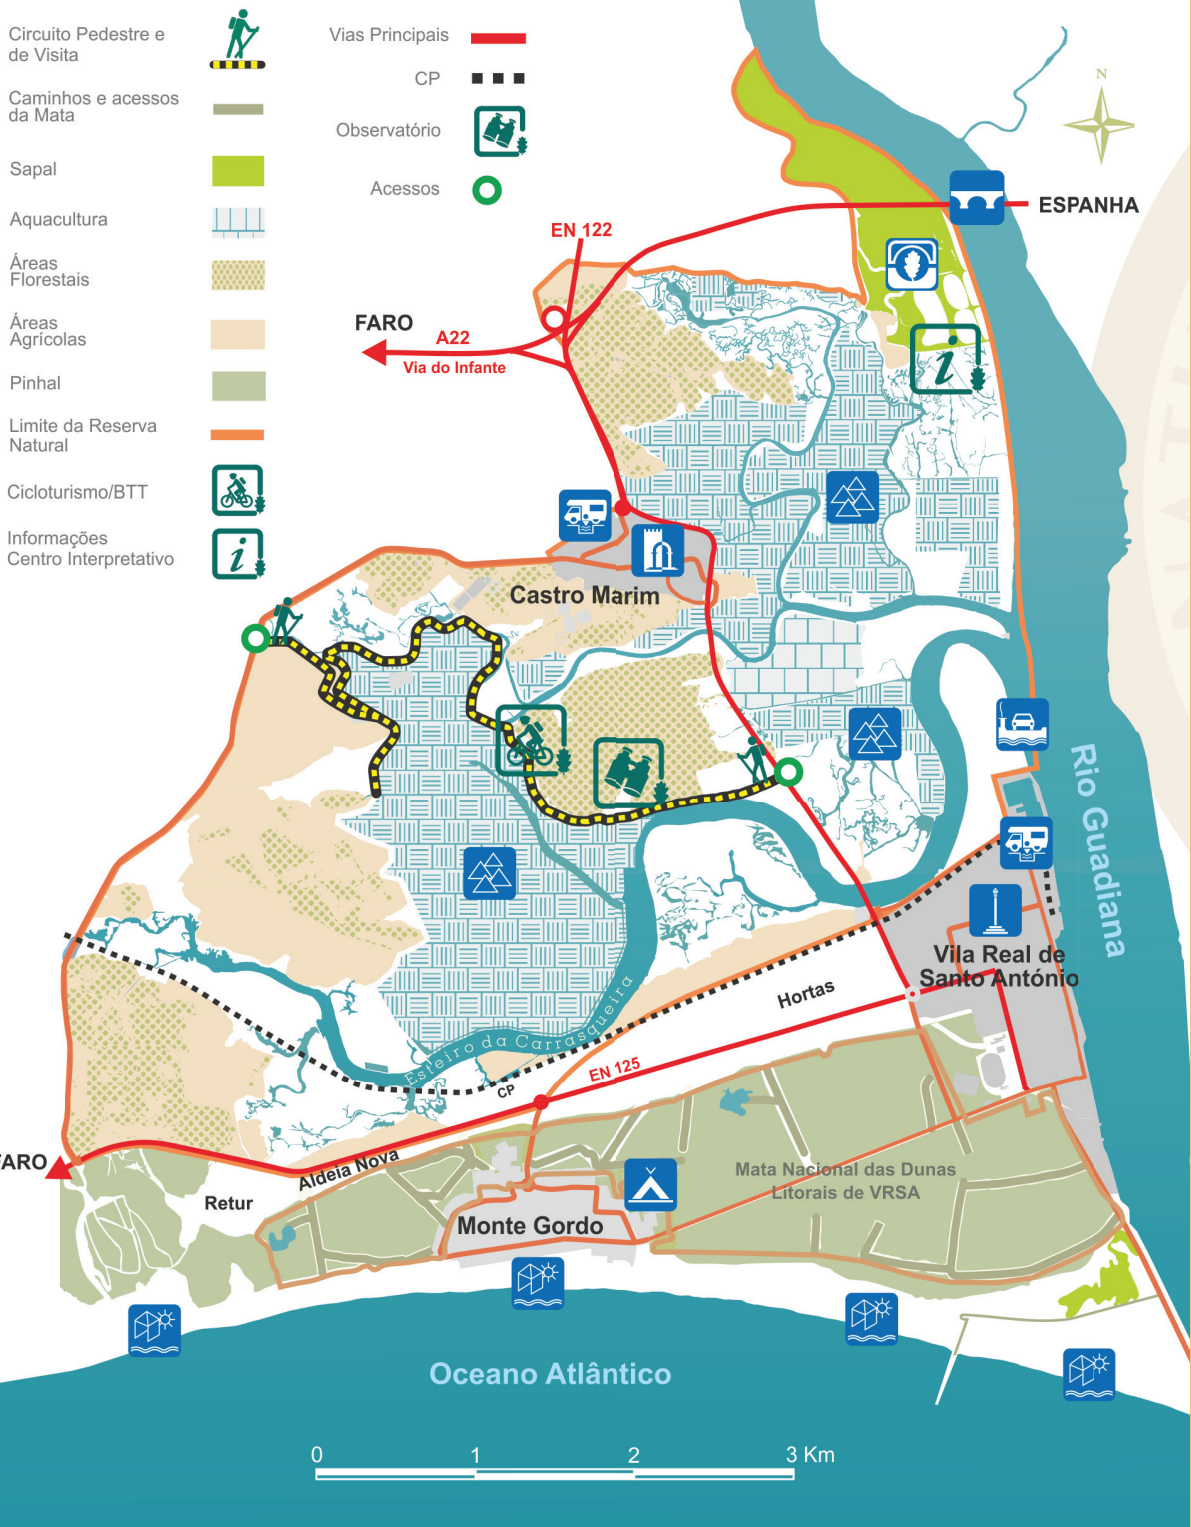 Circuito Pedestre e
de Visita
Caminhos e acessos
da Mata
Sapal
Aquacultura
Áreas
Florestais
Áreas
Agrícolas
Pinhal
Limite da Reserva
Natural
Cicloturismo/BTT
Informações
Centro Interpretativo
Vias Principais
CP
Observatório
Acessos
N
ESPANHA
EN 122
FARO
A22
Via do Infante
Castro Marim
Rio Guadiana
Vila Real de
Santo António
Hortas
Esteiro da Carrasqueira
EN 125
CP
FARO
Aldeia Nova
Retur
Mata Nacional das Dunas
Litorais de VRSA
Monte Gordo
Oceano Atlântico
0 1 2 3 Km